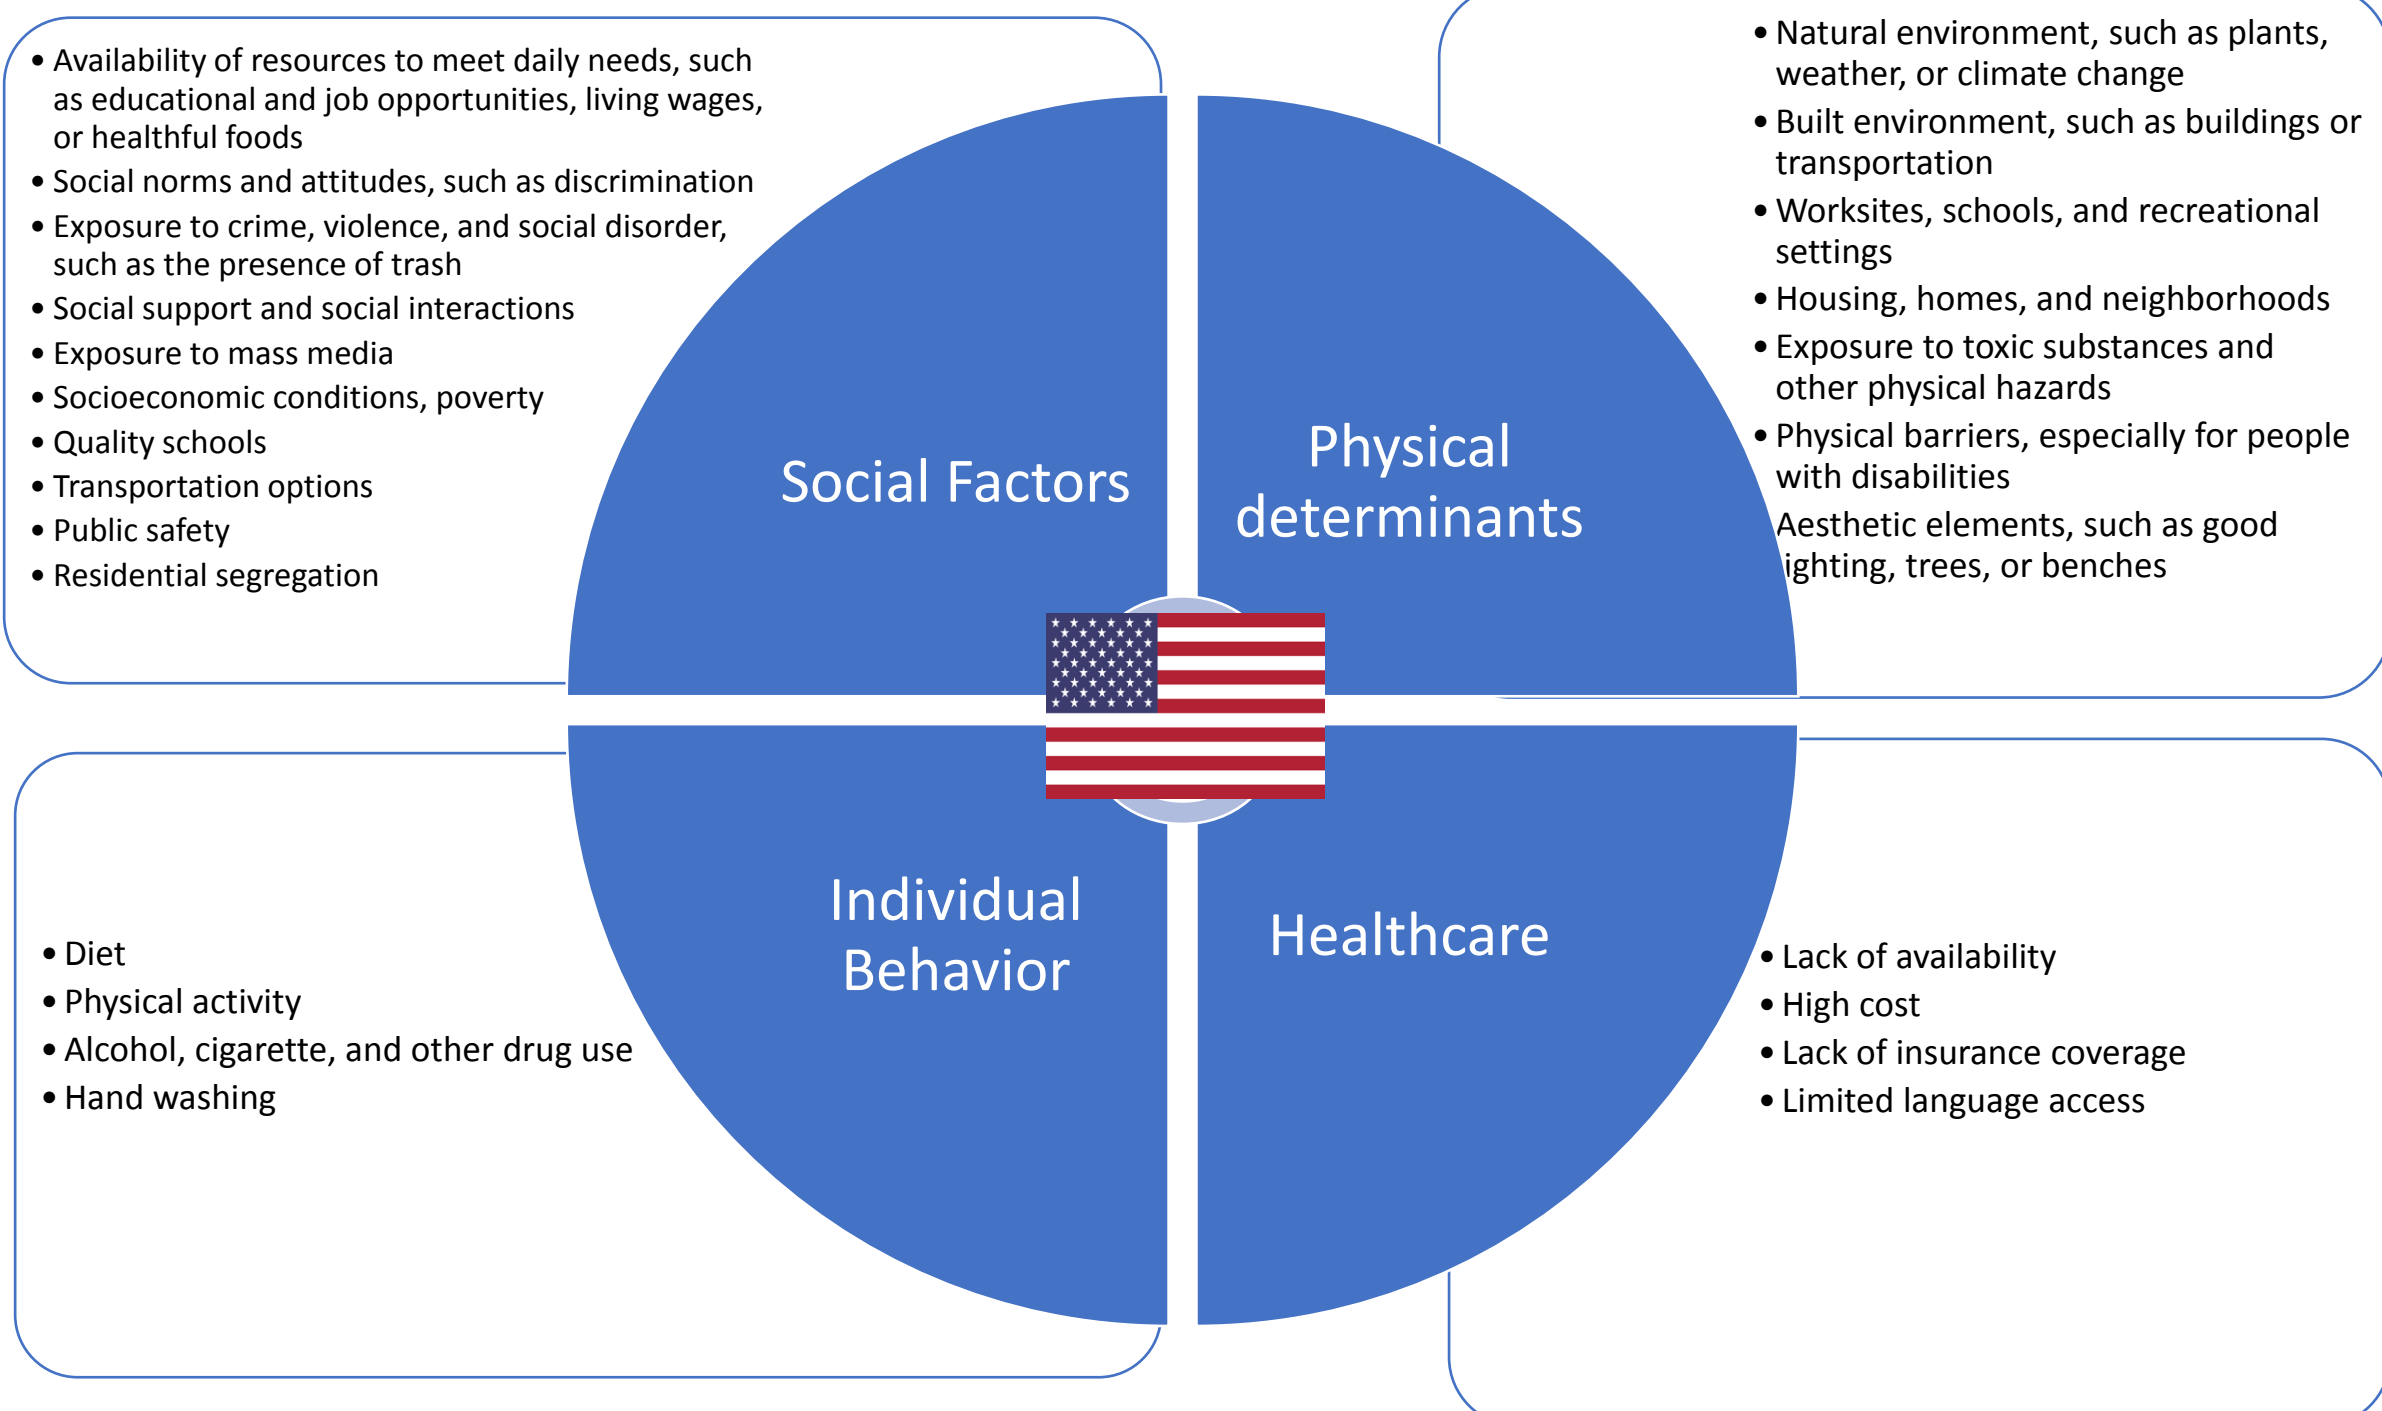 • Availability of resources to meet daily needs, such
as educational and job opportunities, living wages,
or healthful foods
• Social norms and attitudes, such as discrimination
• Exposure to crime, violence, and social disorder,
such as the presence of trash
• Social support and social interactions
• Exposure to mass media
• Socioeconomic conditions, poverty
• Quality schools
• Transportation options
• Public safety
• Residential segregation
Social Factors
• Natural environment, such as plants,
weather, or climate change
• Built environment, such as buildings or
transportation
• Worksites, schools, and recreational
settings
• Housing, homes, and neighborhoods
• Exposure to toxic substances and
other physical hazards
• Physical barriers, especially for people
with disabilities
Aesthetic elements, such as good
ighting, trees, or benches
Physical
determinants
• Diet
• Physical activity
• Alcohol, cigarette, and other drug use
• Hand washing
Individual
Behavior
Healthcare
• Lack of availability
• High cost
• Lack of insurance coverage
• Limited language access